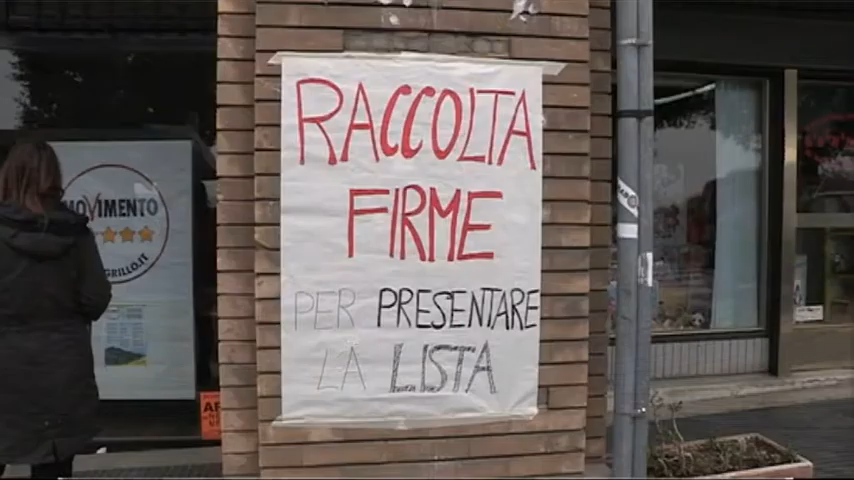 RACCOLTA
FIRME
PER PRESENTARE
LA LISTA
MOVIMENTO
GRILLO.IT